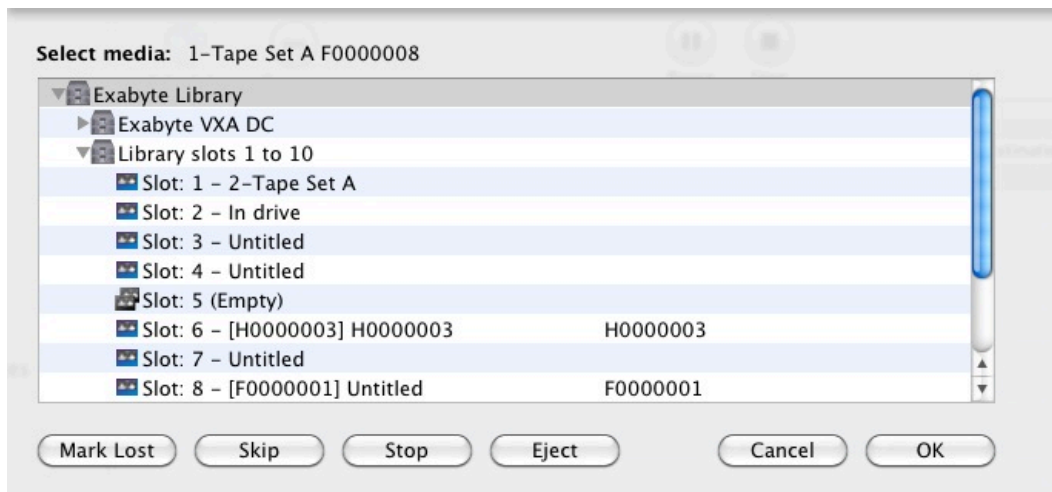 Select media: 1-Tape Set A F0000008
Exabyte Library
Exabyte VXA DC
Library slots 1 to 10
Slot: 1 - 2-Tape Set A
Slot: 2 - In drive
Slot: 3 - Untitled
Slot: 4 - Untitled
Slot: 5 (Empty)
Slot: 6 - [H0000003] H0000003 H0000003
Slot: 7 - Untitled
Slot: 8 - [F0000001] Untitled F0000001
Mark Lost Skip Stop Eject Cancel OK